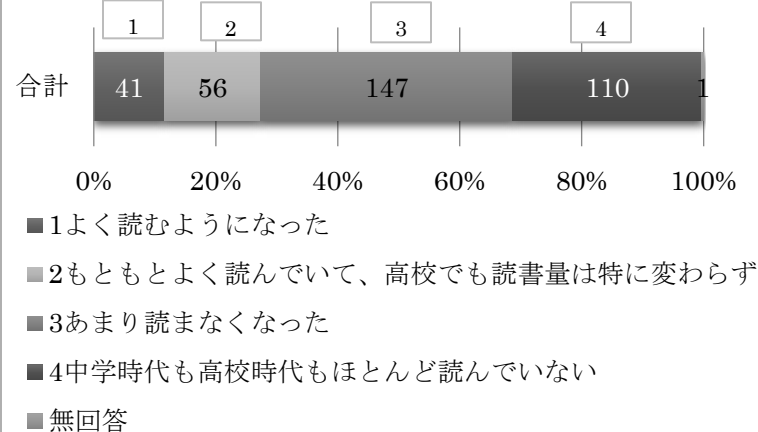 1 2 3 4
合計 41 56 147 110 1
0% 20% 40% 60% 80% 100%
■1よく読むようになった
■2もともとよく読んでいて、高校でも読書量は特に変わらず
■3あまり読まなくなった
■4中学時代も高校時代もほとんど読んでいない
■無回答